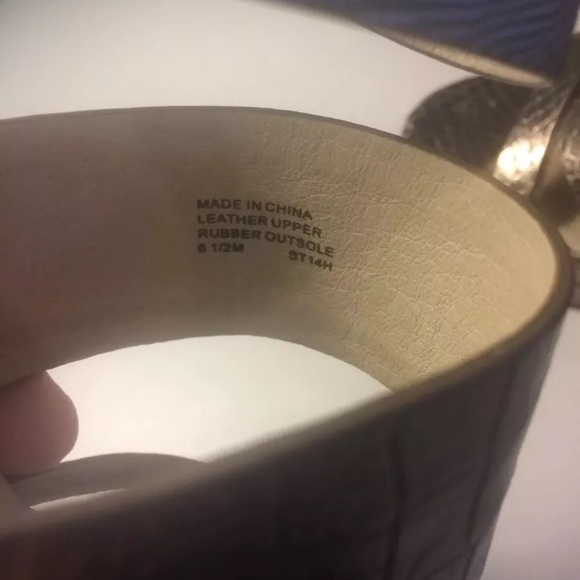 MADE IN CHINA
LEATHER UPPER
RUBBER OUTSOLE
6 1/2M ST14H